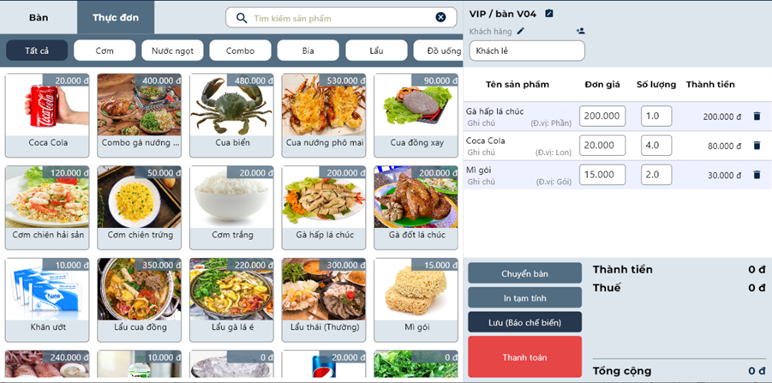 Bàn
Thực đơn
Tìm kiếm sản phẩm
Tất cả
Cơm
Nước ngọt
Combo
Bia
Lẩu
Đồ uống
20.000 đ
Coca Cola
400.000 đ
Combo gà nướng ...
480.000 đ
Cua biển
530.000 đ
Cua nướng phô mai
90.000 đ
Cua đồng xay
120.000 đ
Cơm chiên hải sản
50.000 đ
Cơm chiên trứng
20.000 đ
Cơm trắng
200.000 đ
Gà hấp lá chúc
200.000 đ
Gà đốt lá chúc
10.000 đ
Khăn ướt
350.000 đ
Lẩu cua đồng
220.000 đ
Lẩu gà lá é
300.000 đ
Lẩu thái (Thường)
15.000 đ
Mì gói
240.000 đ
10.000 đ
0 đ
20.000 đ
0 đ
VIP / bàn V04
Khách hàng
Khách lẻ
Tên sản phẩm Đơn giá Số lượng Thành tiền
Gà hấp lá chúc 200.000 1.0 200.000 đ
Ghi chú (Đ.vị: Phần)
Coca Cola 20.000 4.0 80.000 đ
Ghi chú (Đ.vị: Lon)
Mì gói 15.000 2.0 30.000 đ
Ghi chú (Đ.vị: Gói)
Chuyển bàn
In tạm tính
Lưu (Báo chế biến)
Thanh toán
Thành tiền 0 đ
Thuế 0 đ
Tổng cộng 0 đ